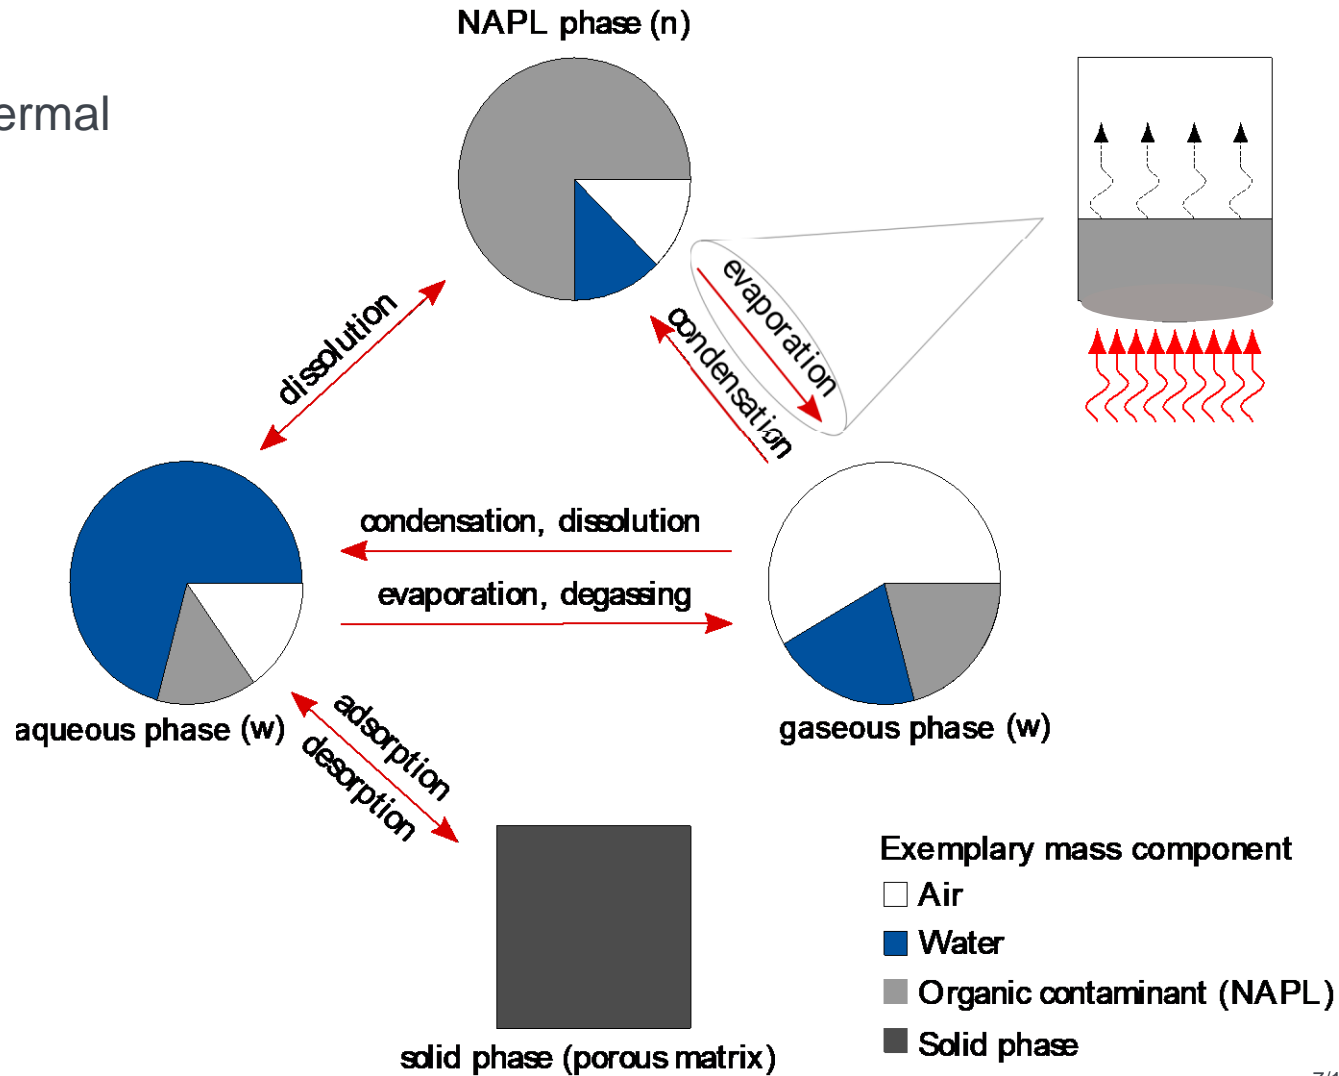 NAPL phase (n)
ermal
evaporation
condensation
dissolution
condensation, dissolution
evaporation, degassing
aqueous phase (w)
gaseous phase (w)
adsorption
desorption
Exemplary mass component
Air
Water
Organic contaminant (NAPL)
Solid phase
solid phase (porous matrix)